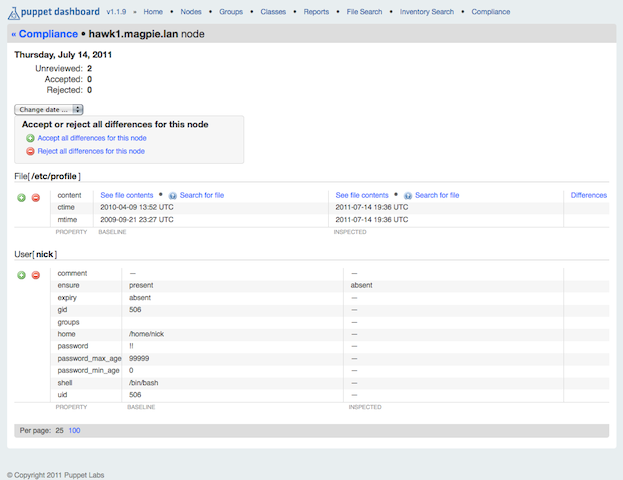 puppet dashboard v1.1.9 • Home • Nodes • Groups • Classes • Reports • File Search • Inventory Search • Compliance
« Compliance • hawk1.magpie.lan node
Thursday, July 14, 2011
Unreviewed: 2
Accepted: 0
Rejected: 0
Change date ...
Accept or reject all differences for this node
Accept all differences for this node
Reject all differences for this node
File[ /etc/profile ]
content See file contents • Search for file See file contents • Search for file Differences
ctime 2010-04-09 13:52 UTC 2011-07-14 19:36 UTC
mtime 2009-09-21 23:27 UTC 2011-07-14 19:36 UTC
PROPERTY BASELINE INSPECTED
User[ nick ]
comment — —
ensure present absent
expiry absent —
gid 506 —
groups —
home /home/nick —
password !! —
password_max_age 99999 —
password_min_age 0 —
shell /bin/bash —
uid 506 —
PROPERTY BASELINE INSPECTED
Per page: 25 100
© Copyright 2011 Puppet Labs